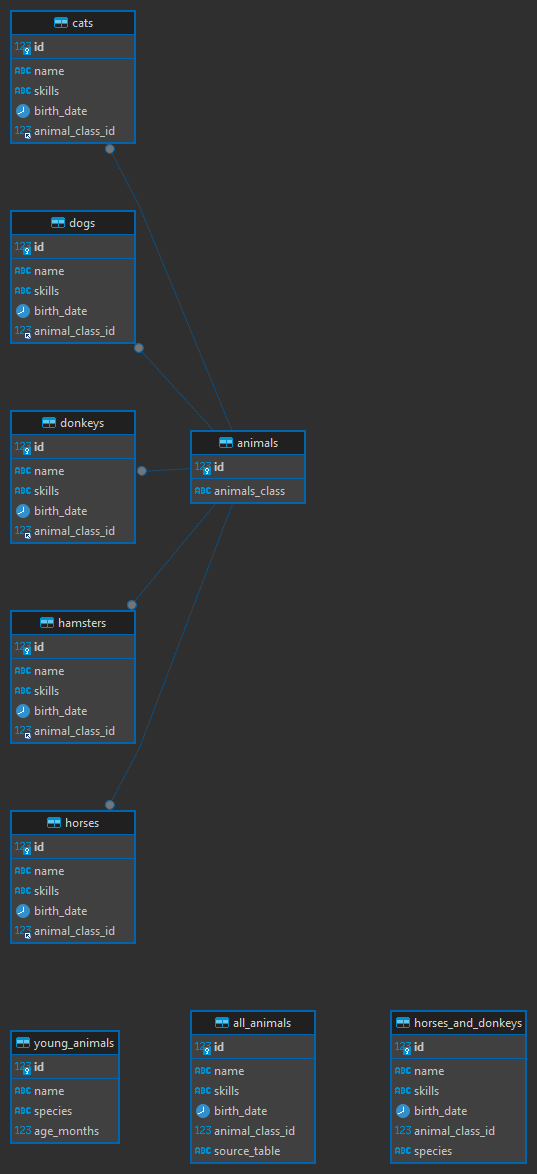 cats
123 id
ABC name
ABC skills
birth_date
123 animal_class_id
dogs
123 id
ABC name
ABC skills
birth_date
123 animal_class_id
donkeys
123 id
ABC name
ABC skills
birth_date
123 animal_class_id
animals
123 id
ABC animals_class
hamsters
123 id
ABC name
ABC skills
birth_date
123 animal_class_id
horses
123 id
ABC name
ABC skills
birth_date
123 animal_class_id
young_animals
123 id
ABC name
ABC species
123 age_months
all_animals
123 id
ABC name
ABC skills
birth_date
123 animal_class_id
ABC source_table
horses_and_donkeys
123 id
ABC name
ABC skills
birth_date
123 animal_class_id
ABC species